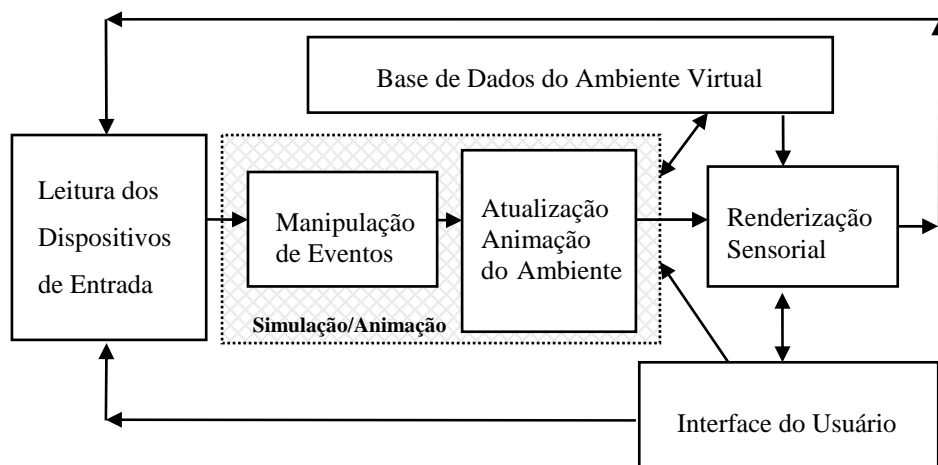 Base de Dados do Ambiente Virtual
Leitura dos
Dispositivos
de Entrada
Manipulação
de Eventos
Atualização
Animação
do Ambiente
Renderização
Sensorial
Simulação/Animação
Interface do Usuário